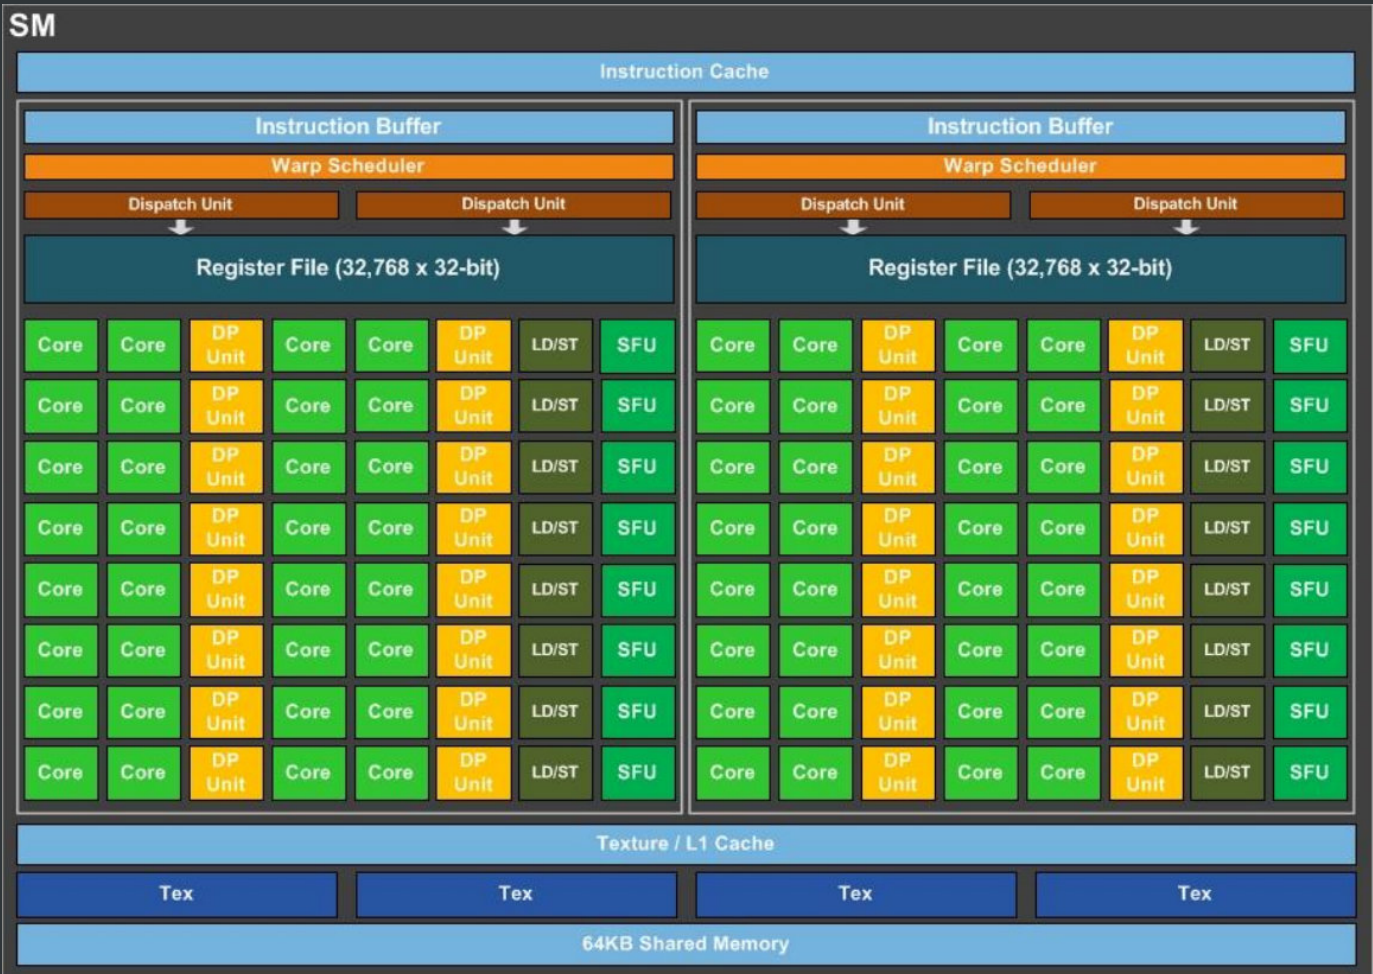 SM
Instruction Cache
Instruction Buffer Instruction Buffer
Warp Scheduler Warp Scheduler
Dispatch Unit Dispatch Unit Dispatch Unit Dispatch Unit
Register File (32,768 x 32-bit) Register File (32,768 x 32-bit)
Core Core DP Unit Core Core DP Unit LD/ST SFU Core Core DP Unit Core Core DP Unit LD/ST SFU
Core Core DP Unit Core Core DP Unit LD/ST SFU Core Core DP Unit Core Core DP Unit LD/ST SFU
Core Core DP Unit Core Core DP Unit LD/ST SFU Core Core DP Unit Core Core DP Unit LD/ST SFU
Core Core DP Unit Core Core DP Unit LD/ST SFU Core Core DP Unit Core Core DP Unit LD/ST SFU
Core Core DP Unit Core Core DP Unit LD/ST SFU Core Core DP Unit Core Core DP Unit LD/ST SFU
Core Core DP Unit Core Core DP Unit LD/ST SFU Core Core DP Unit Core Core DP Unit LD/ST SFU
Core Core DP Unit Core Core DP Unit LD/ST SFU Core Core DP Unit Core Core DP Unit LD/ST SFU
Core Core DP Unit Core Core DP Unit LD/ST SFU Core Core DP Unit Core Core DP Unit LD/ST SFU
Texture / L1 Cache
Tex Tex Tex Tex
64KB Shared Memory